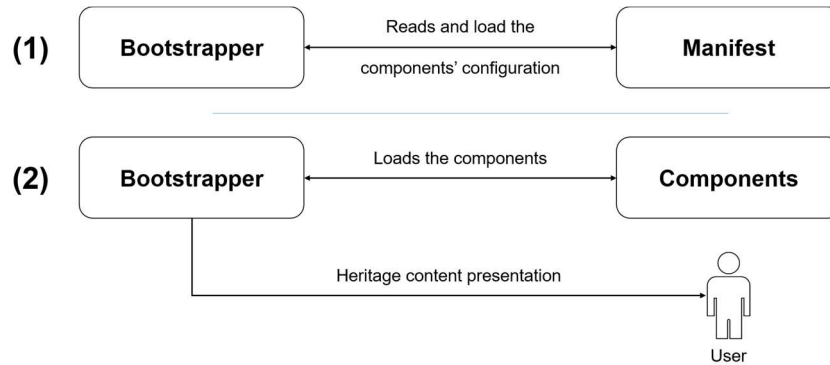 (1)
Bootstrapper
Reads and load the
components' configuration
Manifest
(2)
Bootstrapper
Loads the components
Components
Heritage content presentation
User